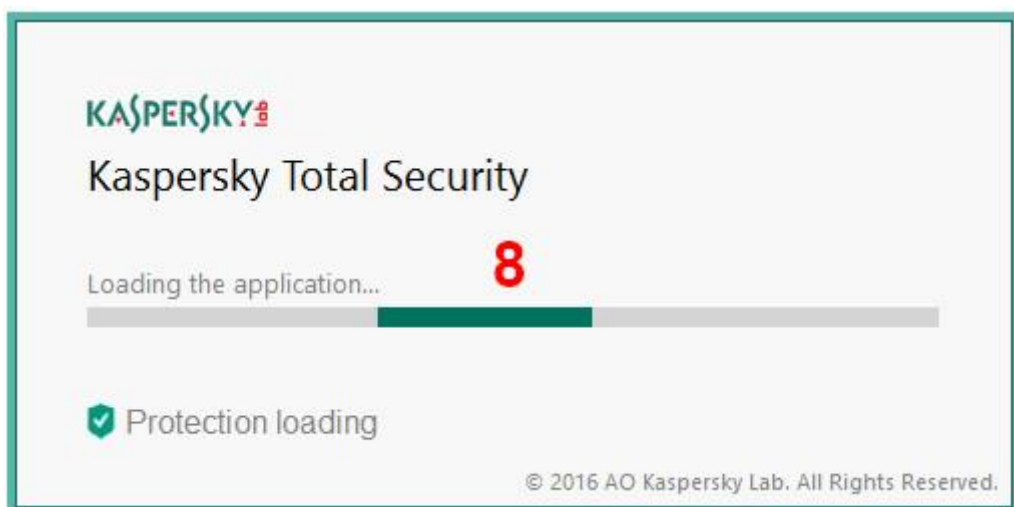 KASPERSKY lab
Kaspersky Total Security
8
Loading the application...
Protection loading
© 2016 AO Kaspersky Lab. All Rights Reserved.